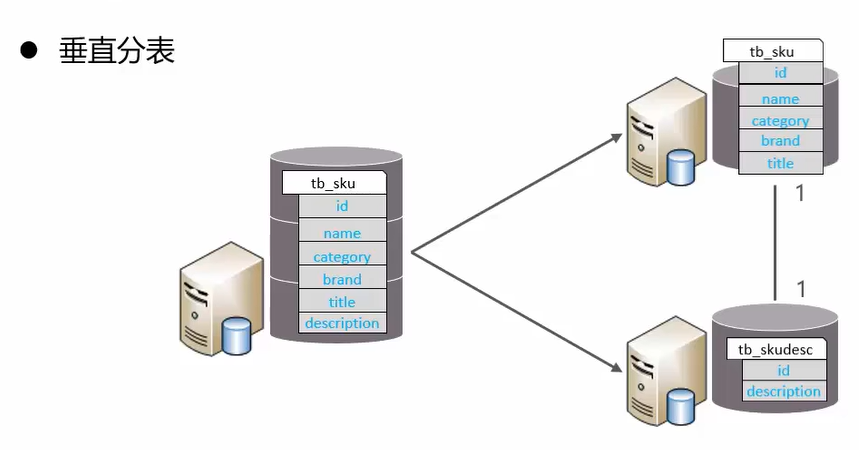 垂直分表
tb_sku
id
name
category
brand
title
description
tb_sku
id
name
category
brand
title
1
1
tb_skudesc
id
description